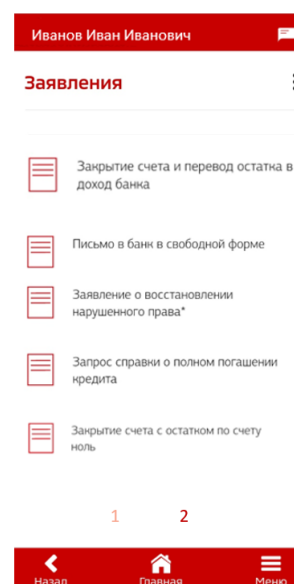 Иванов Иван Иванович
Заявления
Закрытие счета и перевод остатка в
доход банка
Письмо в банк в свободной форме
Заявление о восстановлении
нарушенного права*
Запрос справки о полном погашении
кредита
Закрытие счета с остатком по счету
ноль
1 2
Назад Главная Меню